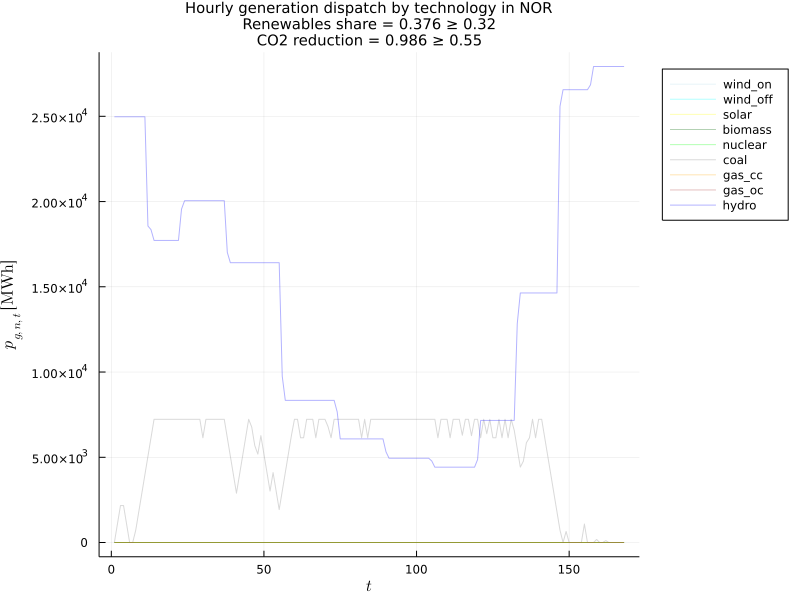 Hourly generation dispatch by technology in NOR
Renewables share = 0.376 ≥ 0.32
CO2 reduction = 0.986 ≥ 0.55
wind_on
wind_off
solar
biomass
nuclear
coal
gas_cc
gas_oc
hydro
2.50×10⁴
2.00×10⁴
1.50×10⁴
1.00×10⁴
5.00×10³
0
p_{g,n,t} [MWh]
0 50 100 150
t